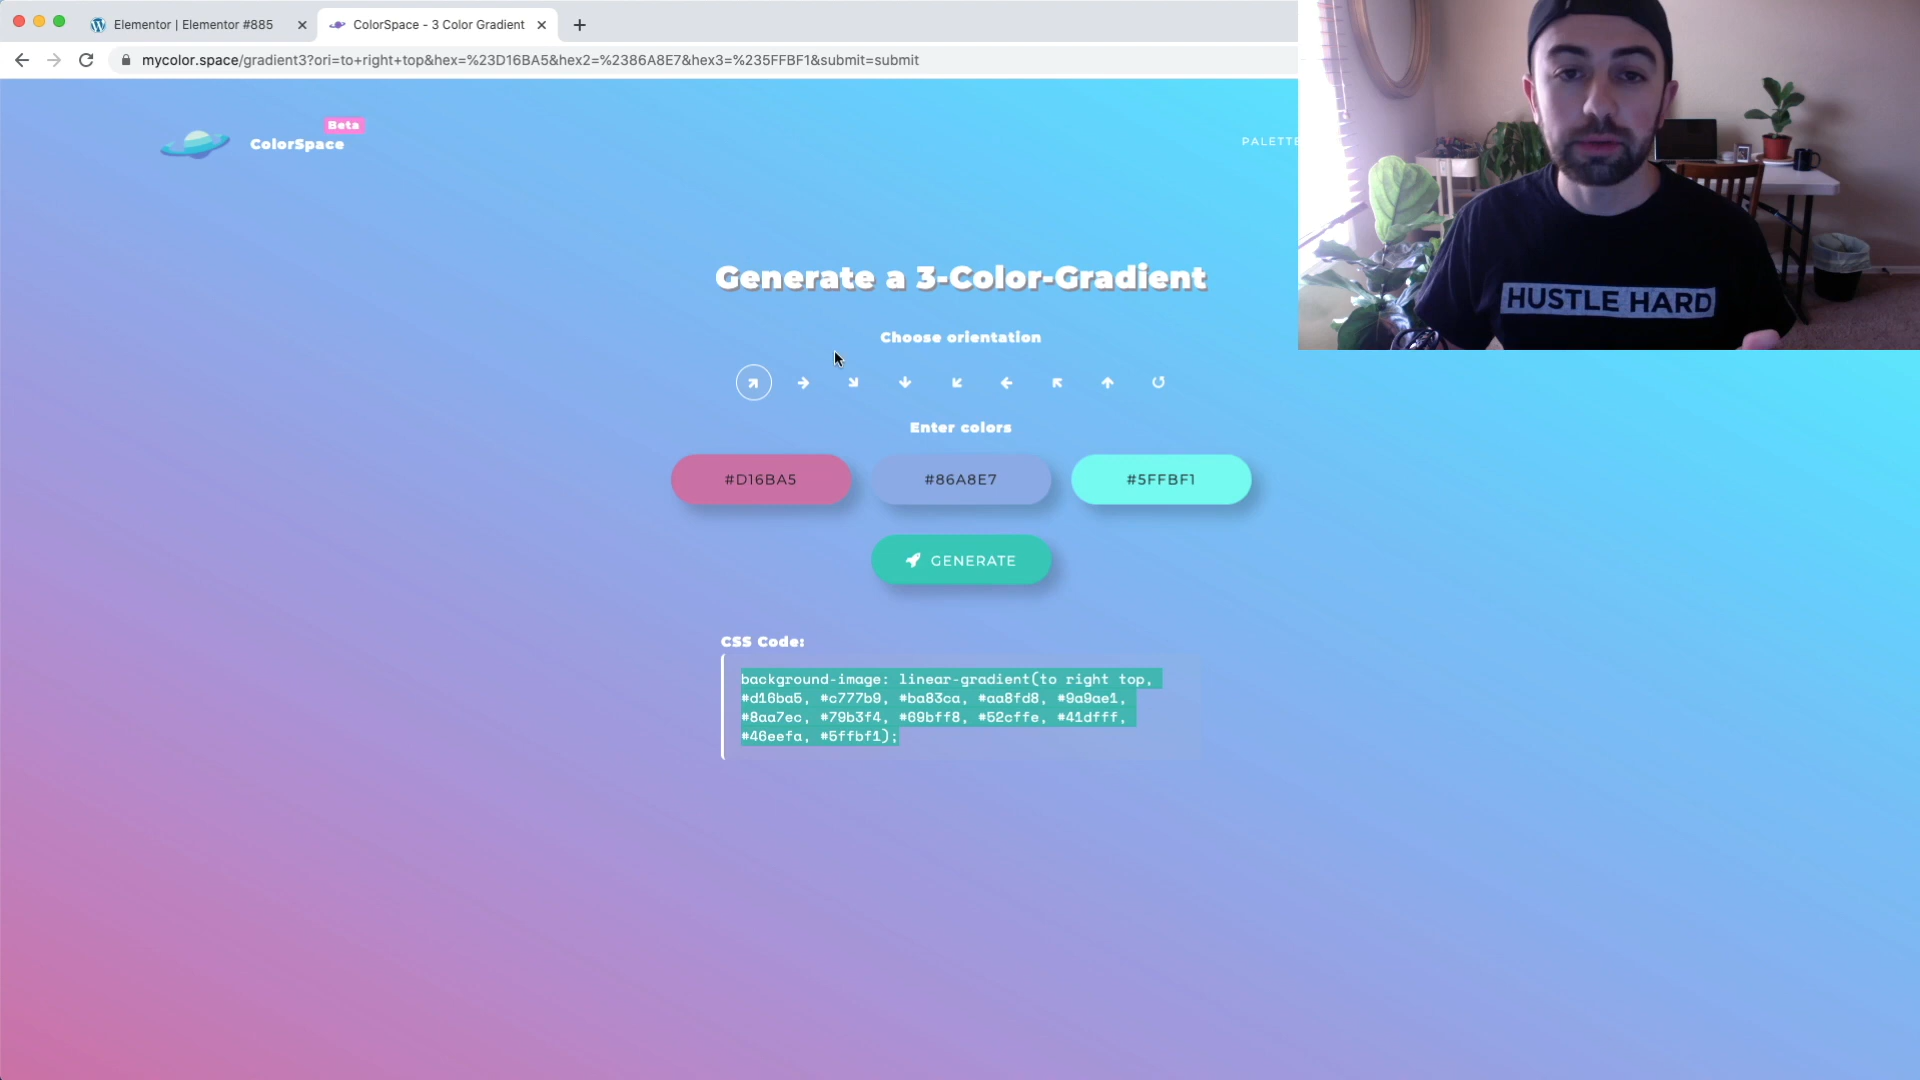 Elementor | Elementor #885
ColorSpace - 3 Color Gradient
mycolor.space/gradient3?ori=to+right+top&hex=%23D16BA5&hex2=%2386A8E7&hex3=%235FFBF1&submit=submit
Beta
ColorSpace
PALETTE
HUSTLE HARD
Generate a 3-Color-Gradient
Choose orientation
Enter colors
#D16BA5
#86A8E7
#5FFBF1
GENERATE
CSS Code:
background-image: linear-gradient(to right top,
#d16ba5, #c777b9, #ba83ca, #aa8fd8, #9a9ae1,
#8aa7ec, #79b3f4, #69bff8, #52cffe, #41dfff,
#46eefa, #5ffbf1);